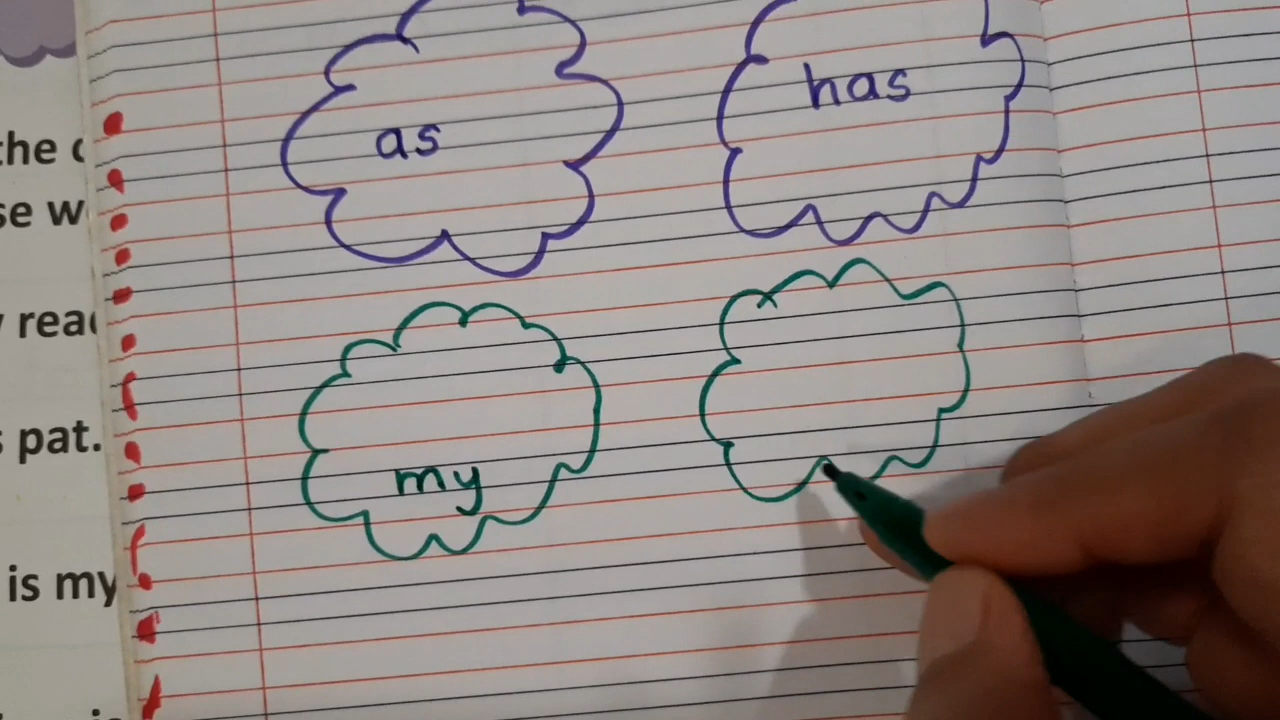 as
has
my
the
se w
rea
pat.
is my